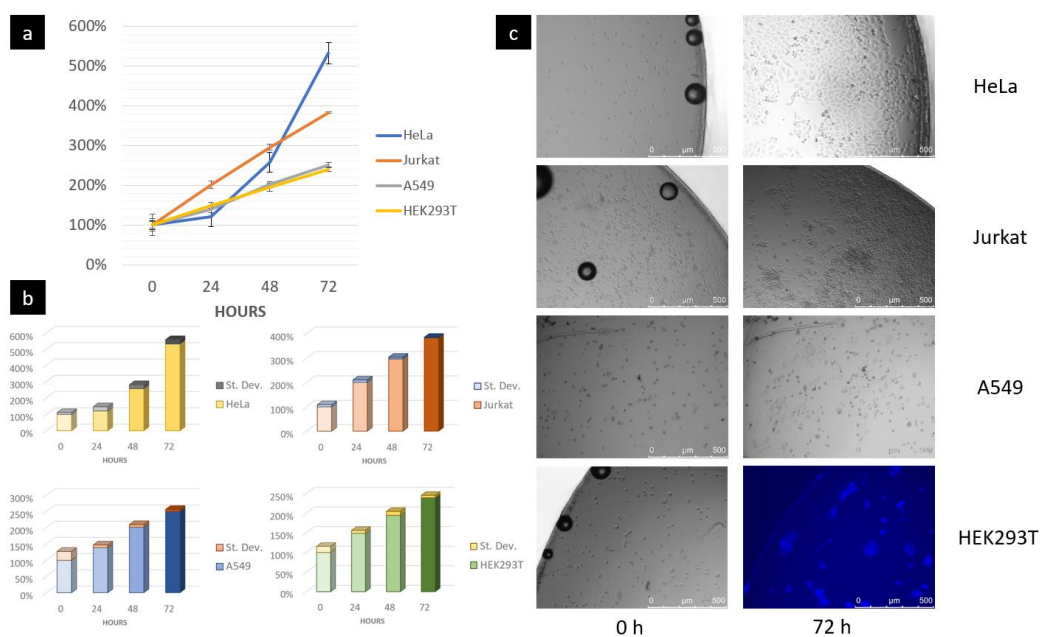 a
600%
500%
400%
300%
200%
100%
0%
0 24 48 72
HOURS
HeLa
Jurkat
A549
HEK293T
b
600%
500%
400%
300%
200%
100%
0%
0 24 48 72
HOURS
St. Dev.
HeLa
400%
300%
200%
100%
0%
0 24 48 72
HOURS
St. Dev.
Jurkat
300%
250%
200%
150%
100%
50%
0%
0 24 48 72
HOURS
St. Dev.
A549
250%
200%
150%
100%
50%
0%
0 24 48 72
HOURS
St. Dev.
HEK293T
c
0 µm 500
0 µm 500
HeLa
0 µm 500
0 µm 500
Jurkat
0 µm 500
0 µm 500
A549
0 µm 500
0 µm 500
HEK293T
0 h
72 h